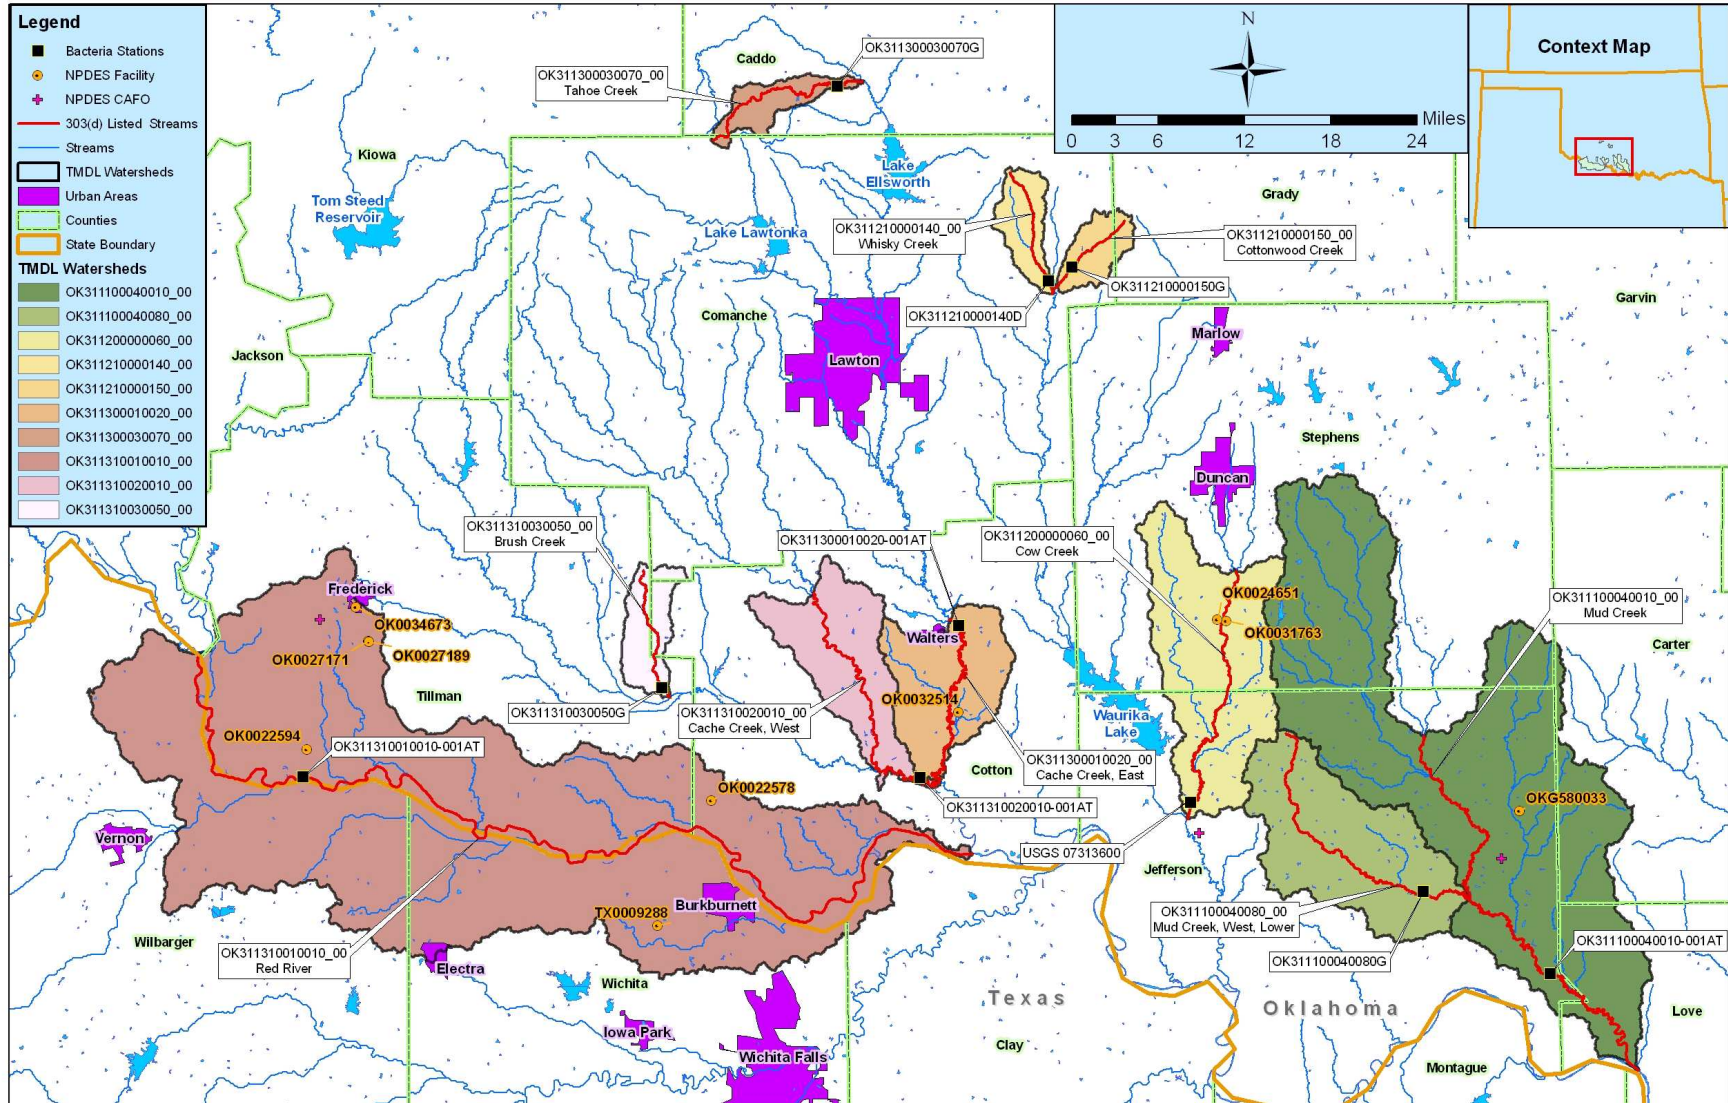 Legend
Bacteria Stations
NPDES Facility
NPDES CAFO
303(d) Listed Streams
Streams
TMDL Watersheds
Urban Areas
Counties
State Boundary
TMDL Watersheds
OK311100040010_00
OK311100040080_00
OK311200000060_00
OK311210000140_00
OK311210000150_00
OK311300010020_00
OK311300030070_00
OK311310010010_00
OK311310020010_00
OK311310030050_00
N
Miles
0 3 6 12 18 24
Context Map
Caddo
OK311300030070G
OK311300030070_00
Tahoe Creek
Kiowa
Tom Steed
Reservoir
Lake
Ellsworth
Lake Lawtonka
Grady
OK311210000140_00
Whisky Creek
OK311210000150_00
Cottonwood Creek
OK311210000150G
OK311210000140D
Garvin
Comanche
Marlow
Jackson
Lawton
Stephens
Duncan
OK311310030050_00
Brush Creek
OK311300010020-001AT
OK311200000060_00
Cow Creek
Frederick
OK0034673
OK0027171
OK0027189
OK0024651
OK0031763
OK311100040010_00
Mud Creek
Walters
Carter
Tillman
OK0032514
OK311310030050G
OK311310020010_00
Cache Creek, West
Waurika
Lake
OK0022594
OK311310010010-001AT
OK311300010020_00
Cache Creek, East
Cotton
OK0022578
OK311310020010-001AT
OKG580033
Vernon
USGS 07313600
Jefferson
Burkburnett
TX0009288
OK311100040080_00
Mud Creek, West, Lower
OK311100040080G
OK311100040010-001AT
Wilbarger
OK311310010010_00
Red River
Electra
Wichita
Texas
Oklahoma
Love
Iowa Park
Wichita Falls
Clay
Montague